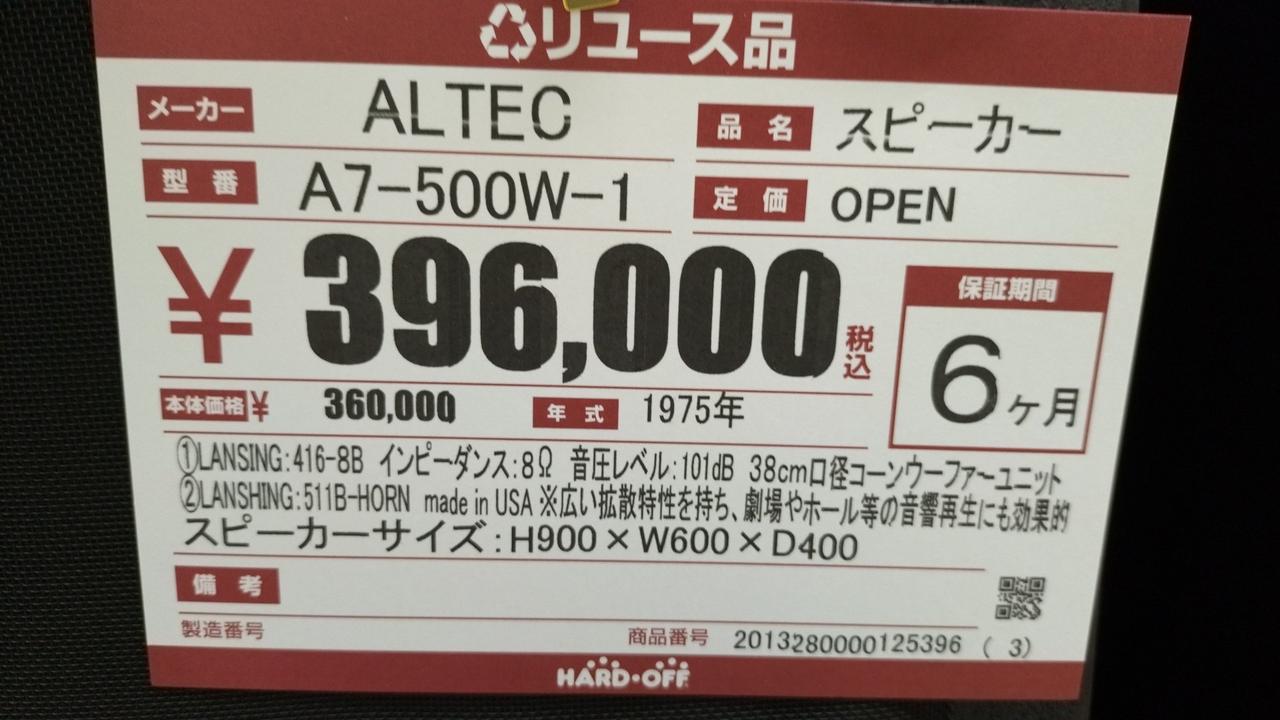 リユース品
メーカー ALTEC 品名 スピーカー
型番 A7-500W-1 定価 OPEN
¥396,000 税込 保証期間 6ヶ月
本体価格¥ 360,000 年式 1975年
①LANSING:416-8B インピーダンス:8Ω 音圧レベル:101dB 38cm口径コーンウーファーユニット
②LANSHING:511B-HORN made in USA ※広い拡散特性を持ち、劇場やホール等の音響再生にも効果的
スピーカーサイズ:H900×W600×D400
備考
製造番号 商品番号 2013280000125396 ( 3)
HARD・OFF